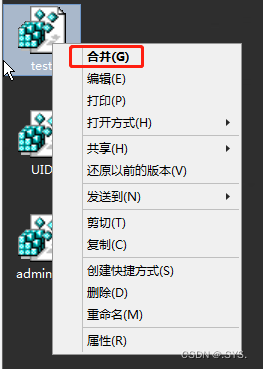 test
合并(G)
编辑(E)
打印(P)
打开方式(H)
共享(H)
还原以前的版本(V)
UID
发送到(N)
剪切(T)
复制(C)
admin
创建快捷方式(S)
删除(D)
重命名(M)
属性(R)
CSDN @.SYS.